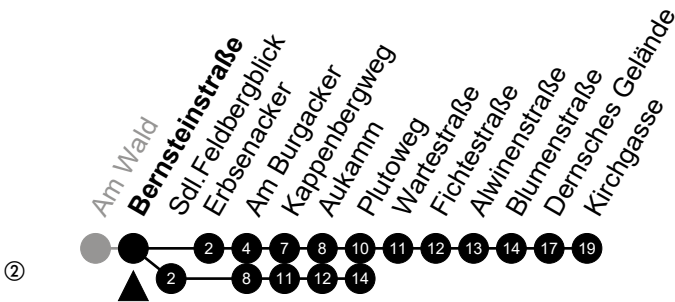 Am Wald
Bernsteinstraße
Sdl.Feldbergblick
Erbsenacker
Am Burgacker
Kappenbergweg
Aukamm
Plutoweg
Wartestraße
Fichtestraße
Alwinenstraße
Blumenstraße
Dernsches Gelände
Kirchgasse
2 4 7 8 10 11 12 13 14 17 19
② 2 8 11 12 14